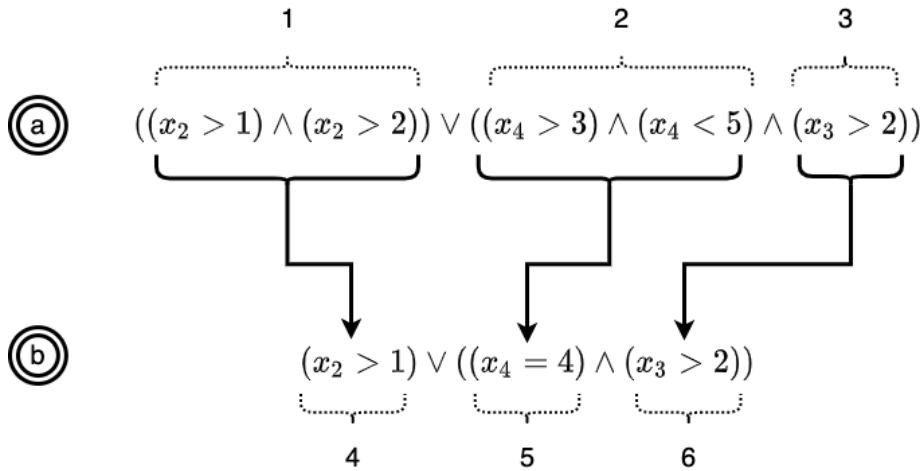 1 2 3
a ((x₂ > 1) ∧ (x₂ > 2)) ∨ ((x₄ > 3) ∧ (x₄ < 5) ∧ (x₃ > 2))
b (x₂ > 1) ∨ ((x₄ = 4) ∧ (x₃ > 2))
4 5 6